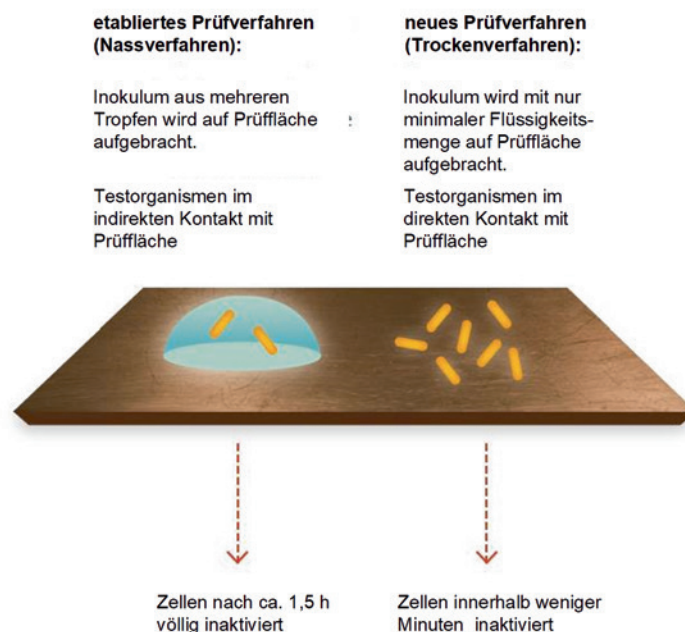 etabliertes Prüfverfahren
(Nassverfahren):
Inokulum aus mehreren
Tropfen wird auf Prüffläche
aufgebracht.
Testorganismen im
indirekten Kontakt mit
Prüffläche
neues Prüfverfahren
(Trockenverfahren):
Inokulum wird mit nur
minimaler Flüssigkeits-
menge auf Prüffläche
aufgebracht.
Testorganismen im
direkten Kontakt mit
Prüffläche
Zellen nach ca. 1,5 h
völlig inaktiviert
Zellen innerhalb weniger
Minuten inaktiviert